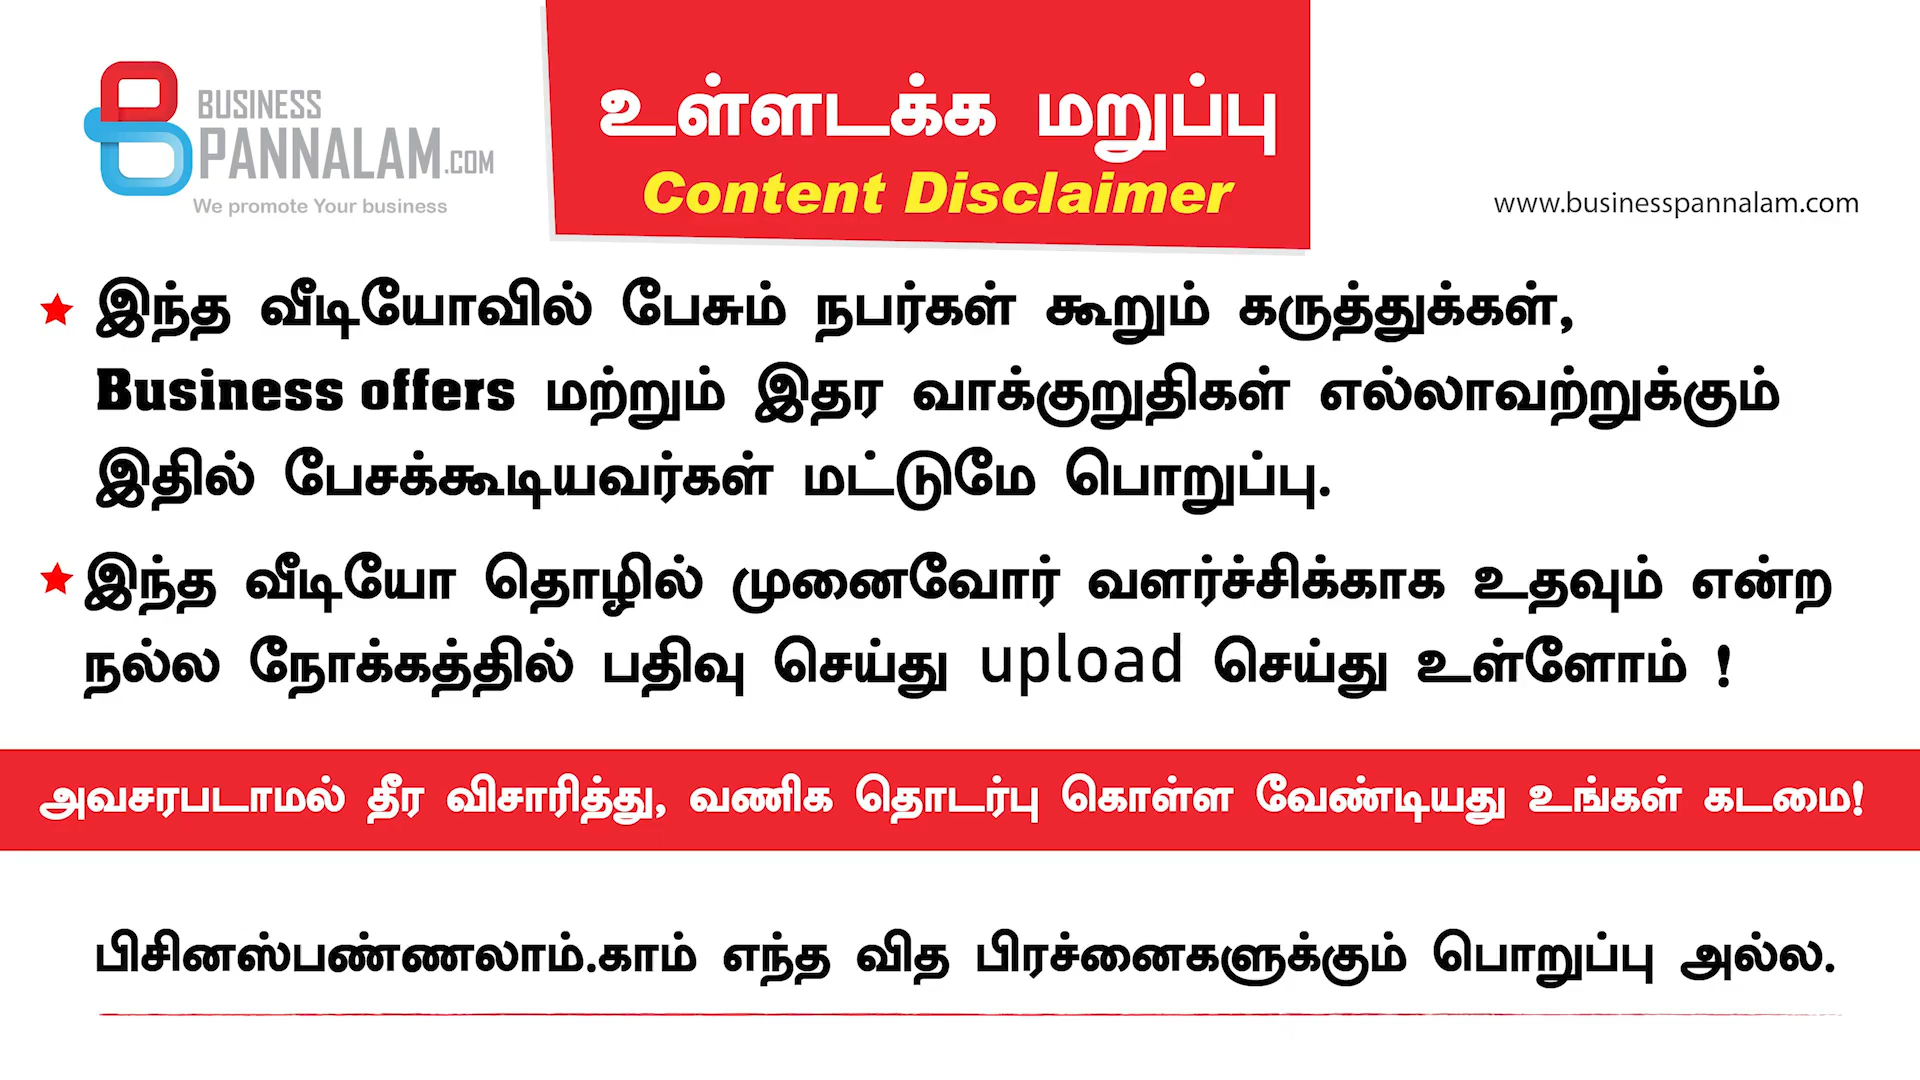 BUSINESS
PANNALAM.COM
We promote Your business
உள்ளடக்க மறுப்பு
Content Disclaimer
www.businesspannalam.com
இந்த வீடியோவில் பேசும் நபர்கள் கூறும் கருத்துக்கள்,
Business offers மற்றும் இதர வாக்குறுதிகள் எல்லாவற்றுக்கும்
இதில் பேசக்கூடியவர்கள் மட்டுமே பொறுப்பு.
இந்த வீடியோ தொழில் முனைவோர் வளர்ச்சிக்காக உதவும் என்ற
நல்ல நோக்கத்தில் பதிவு செய்து upload செய்து உள்ளோம் !
அவசரபடாமல் தீர விசாரித்து, வணிக தொடர்பு கொள்ள வேண்டியது உங்கள் கடமை!
பிசினஸ்பண்ணலாம்.காம் எந்த வித பிரச்னைகளுக்கும் பொறுப்பு அல்ல.